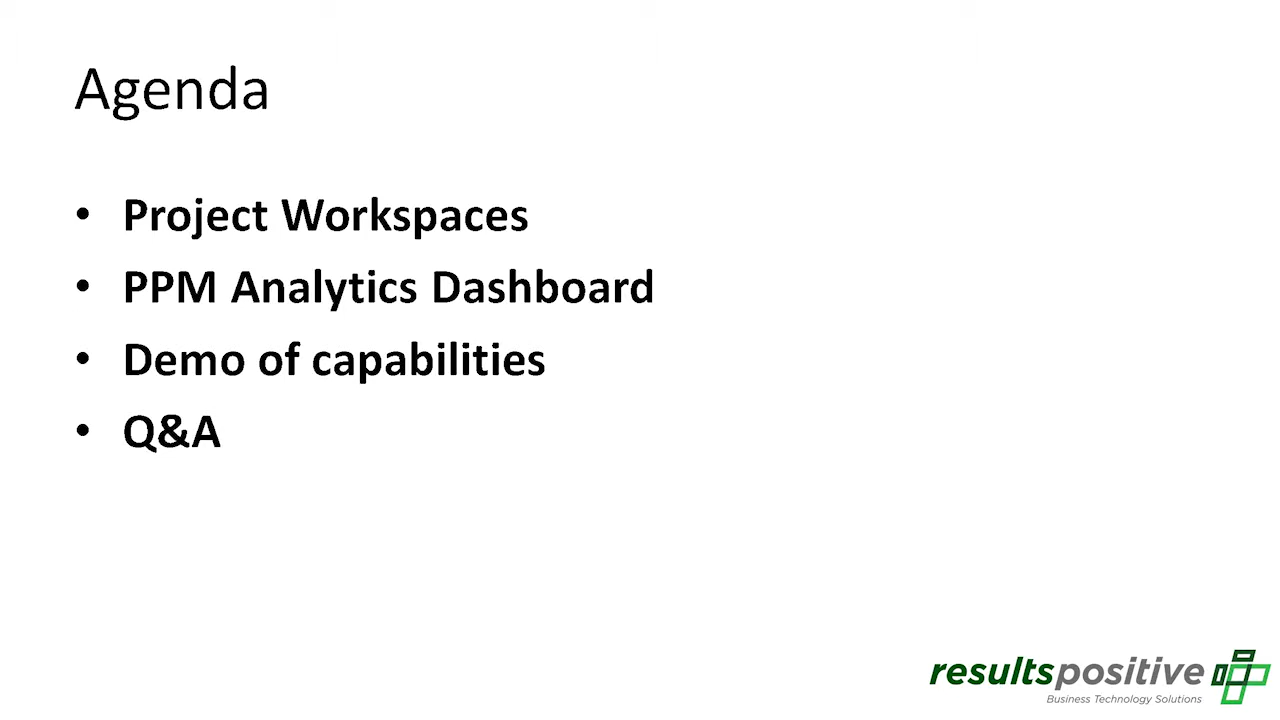 Agenda
• Project Workspaces
• PPM Analytics Dashboard
• Demo of capabilities
• Q&A
resultspositive
Business Technology Solutions